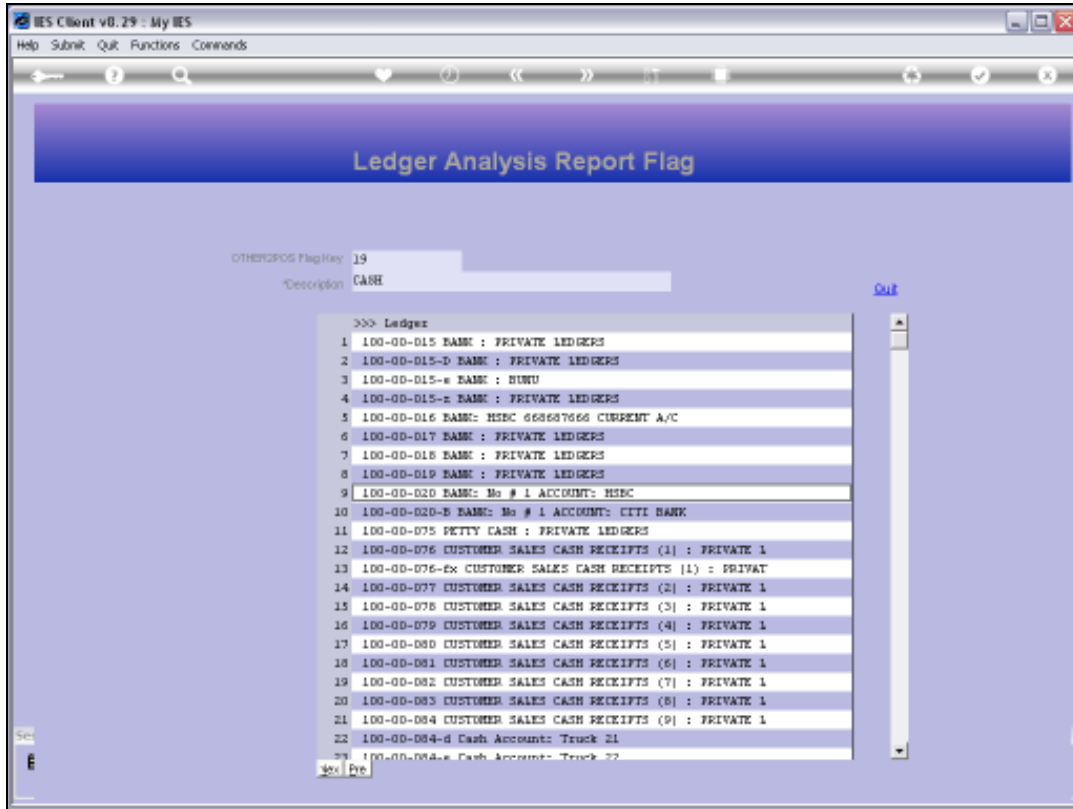 IES Client v8.29 : My IES
Help Submit Quit Functions Commands
Ledger Analysis Report Flag
OTHER2POS Flag Key 19
*Description CASH
Quit
>>> Ledger
1 100-00-015 BANK : PRIVATE LEDGERS
2 100-00-015-D BANK : PRIVATE LEDGERS
3 100-00-015-e BANK : BUNU
4 100-00-015-z BANK : PRIVATE LEDGERS
5 100-00-016 BANK: HSBC 668687666 CURRENT A/C
6 100-00-017 BANK : PRIVATE LEDGERS
7 100-00-018 BANK : PRIVATE LEDGERS
8 100-00-019 BANK : PRIVATE LEDGERS
9 100-00-020 BANK: No # 1 ACCOUNT: HSBC
10 100-00-020-B BANK: No # 1 ACCOUNT: CITI BANK
11 100-00-075 PETTY CASH : PRIVATE LEDGERS
12 100-00-076 CUSTOMER SALES CASH RECEIPTS (1) : PRIVATE l
13 100-00-076-fx CUSTOMER SALES CASH RECEIPTS (1) : PRIVAT
14 100-00-077 CUSTOMER SALES CASH RECEIPTS (2) : PRIVATE l
15 100-00-078 CUSTOMER SALES CASH RECEIPTS (3) : PRIVATE l
16 100-00-079 CUSTOMER SALES CASH RECEIPTS (4) : PRIVATE l
17 100-00-080 CUSTOMER SALES CASH RECEIPTS (5) : PRIVATE l
18 100-00-081 CUSTOMER SALES CASH RECEIPTS (6) : PRIVATE l
19 100-00-082 CUSTOMER SALES CASH RECEIPTS (7) : PRIVATE l
20 100-00-083 CUSTOMER SALES CASH RECEIPTS (8) : PRIVATE l
21 100-00-084 CUSTOMER SALES CASH RECEIPTS (9) : PRIVATE l
22 100-00-084-d Cash Account: Truck 21
23 100-00-084-e Cash Account: Truck 22
Nex Pre